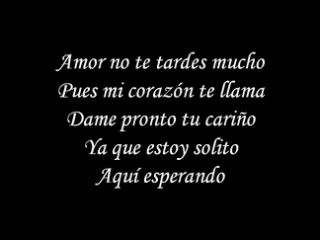 Amor no te tardes mucho
Pues mi corazón te llama
Dame pronto tu cariño
Ya que estoy solito
Aquí esperando